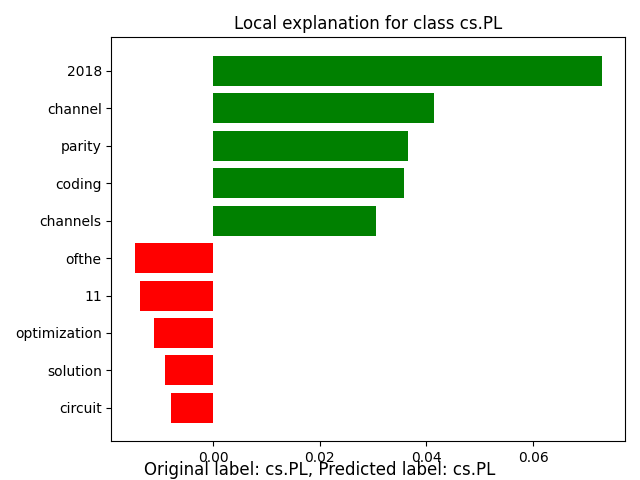 Local explanation for class cs.PL
2018
channel
parity
coding
channels
ofthe
11
optimization
solution
circuit
0.00 0.02 0.04 0.06
Original label: cs.PL, Predicted label: cs.PL